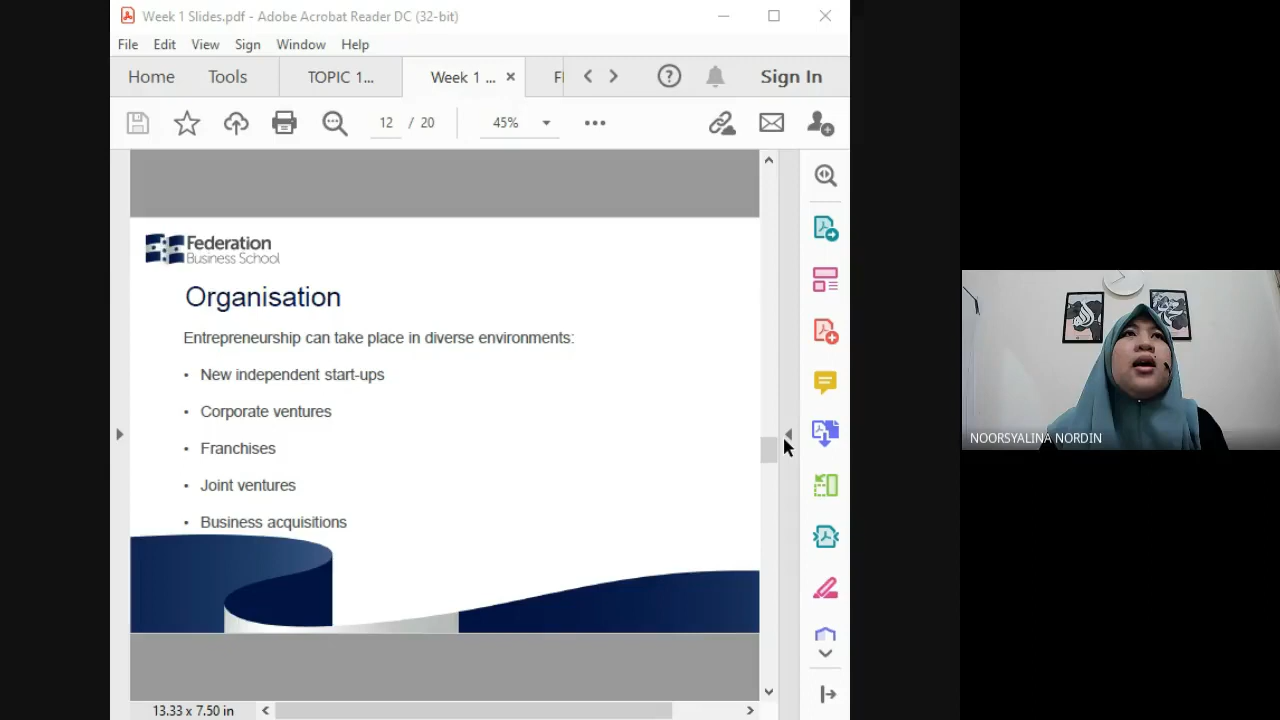 Week 1 Slides.pdf - Adobe Acrobat Reader DC (32-bit)
File Edit View Sign Window Help
Home Tools TOPIC 1... Week 1 ... Sign In
12 / 20 45%
Federation
Business School
Organisation
Entrepreneurship can take place in diverse environments:
• New independent start-ups
• Corporate ventures
• Franchises
• Joint ventures
• Business acquisitions
13.33 x 7.50 in
NOORSYALINA NORDIN